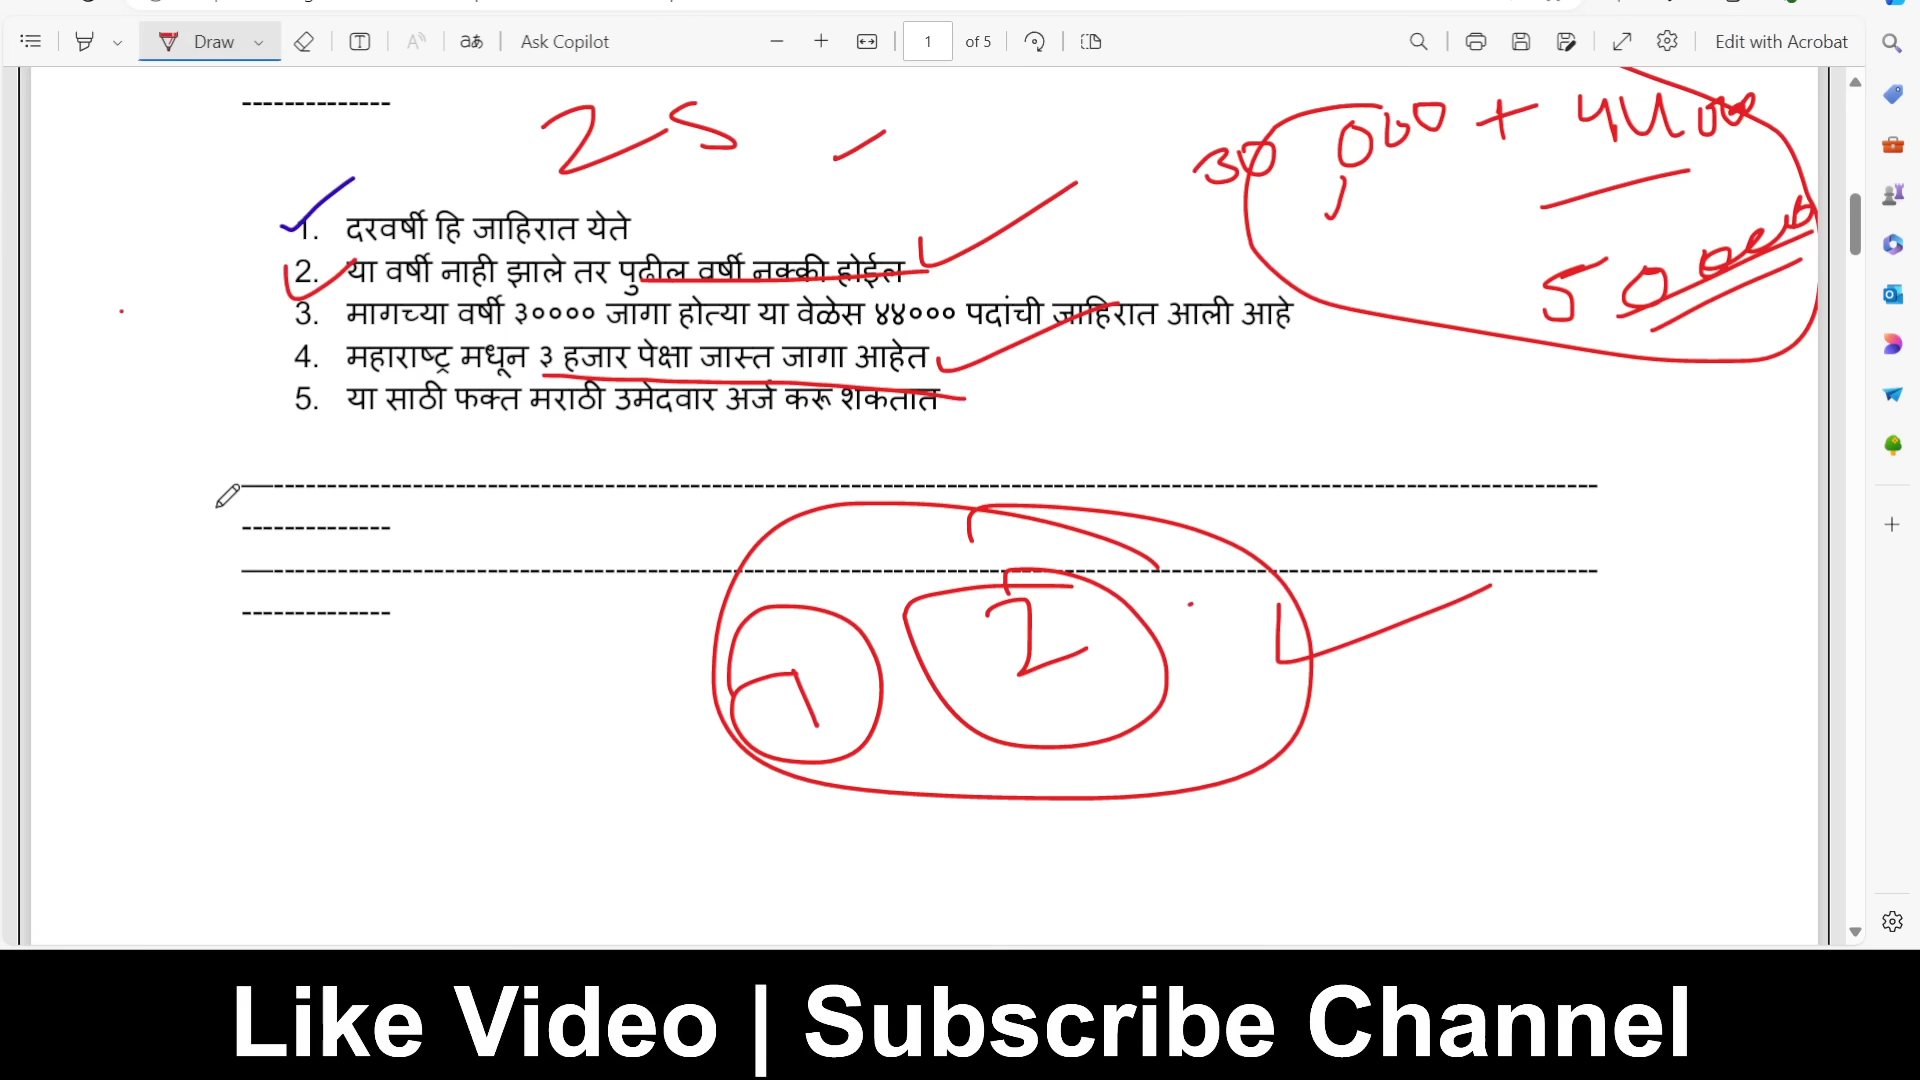 Draw
Ask Copilot
1 of 5
Edit with Acrobat
--------------
25
30,000 + 44000
50000
1. दरवर्षी हि जाहिरात येते
2. या वर्षी नाही झाले तर पुढील वर्षी नक्की होईल
3. मागच्या वर्षी ३०००० जागा होत्या या वेळेस ४४००० पदांची जाहिरात आली आहे
4. महाराष्ट्र मधून ३ हजार पेक्षा जास्त जागा आहेत
5. या साठी फक्त मराठी उमेदवार अर्ज करू शकतात
2
Like Video | Subscribe Channel